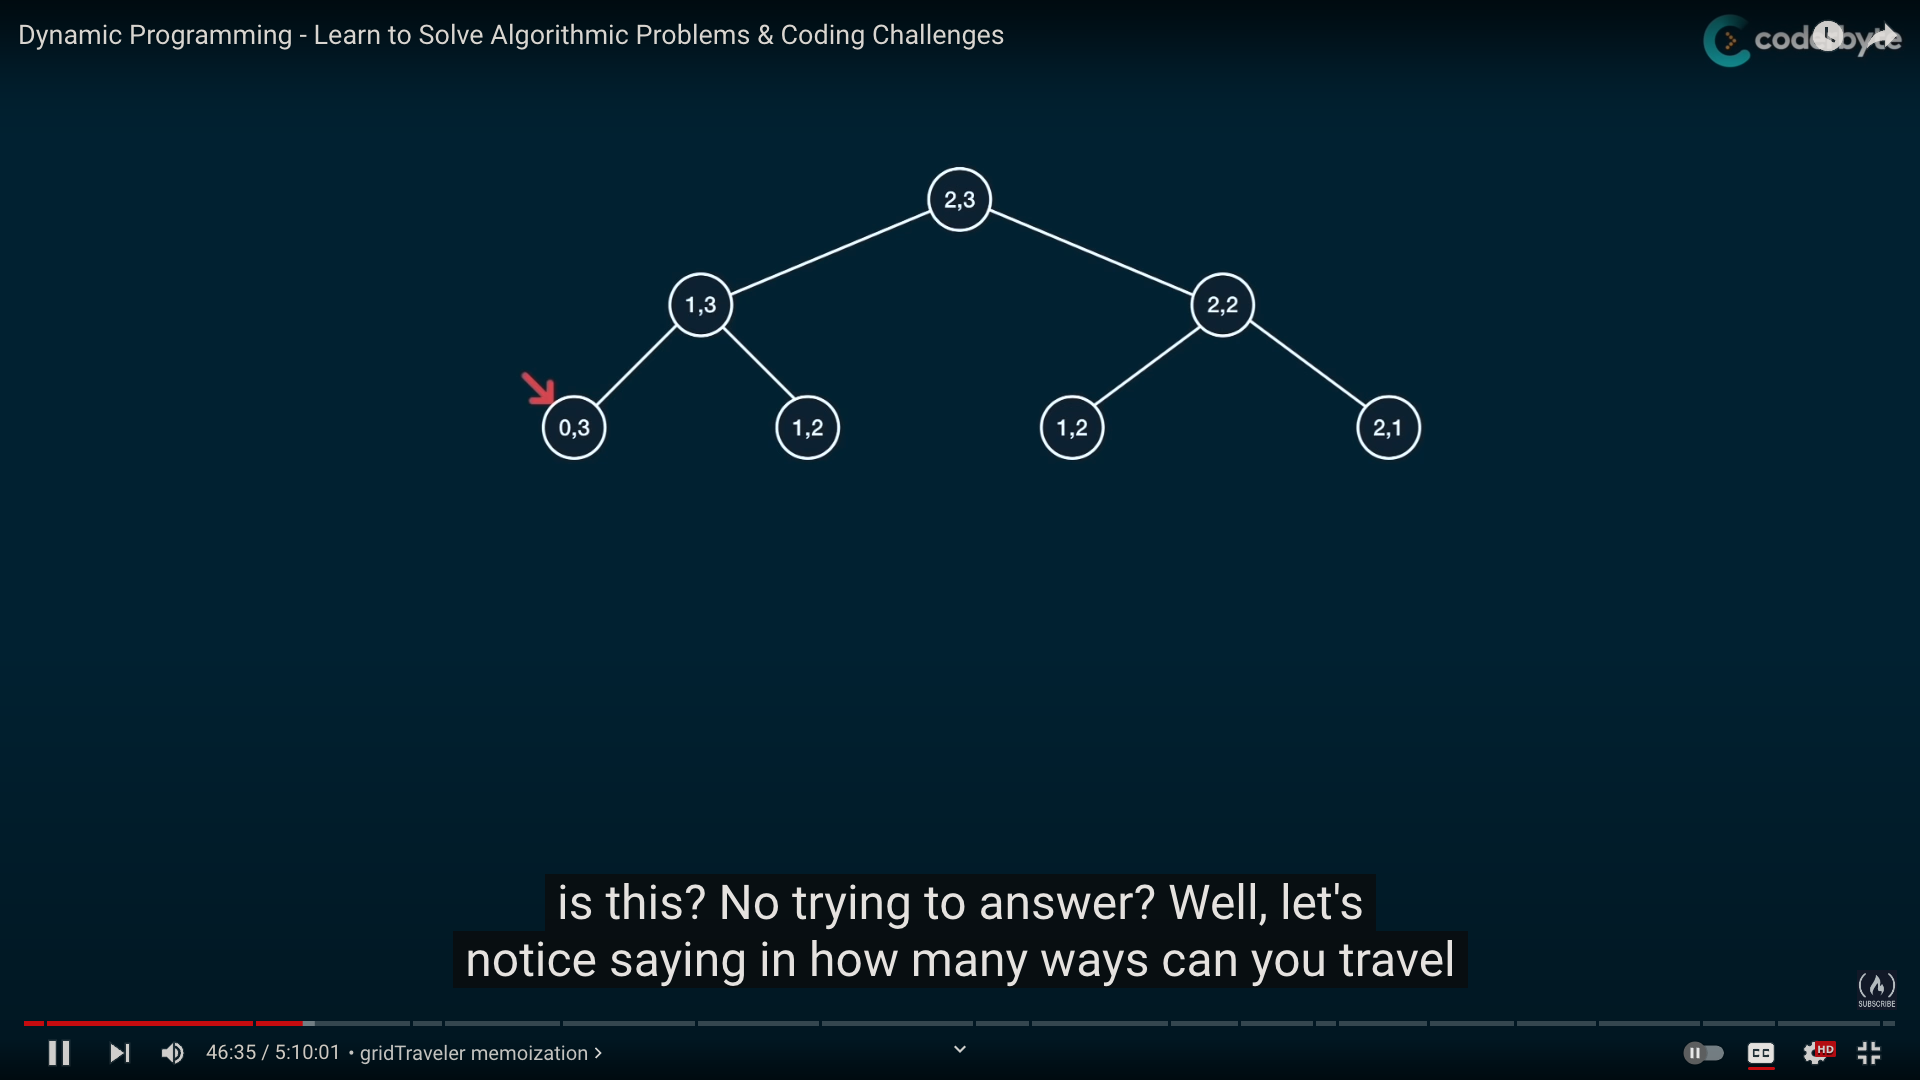 Dynamic Programming - Learn to Solve Algorithmic Problems & Coding Challenges
coderbyte
2,3
1,3
2,2
0,3
1,2
1,2
2,1
is this? No trying to answer? Well, let's
notice saying in how many ways can you travel
SUBSCRIBE
46:35 / 5:10:01 • gridTraveler memoization
CC
HD